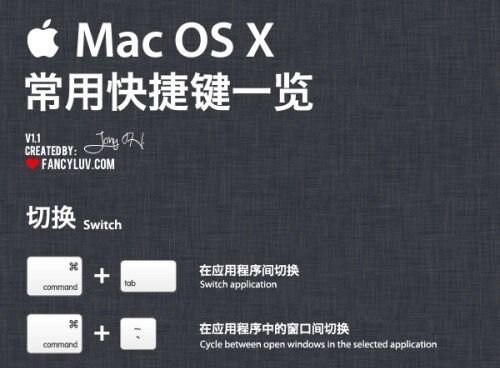 Mac OS X
常用快捷键一览
V1.1
CREATED BY:
FANCYLUV.COM
切换 Switch
⌘
command
+
tab
在应用程序间切换
Switch application
⌘
command
+
~
`
在应用程序中的窗口间切换
Cycle between open windows in the selected application